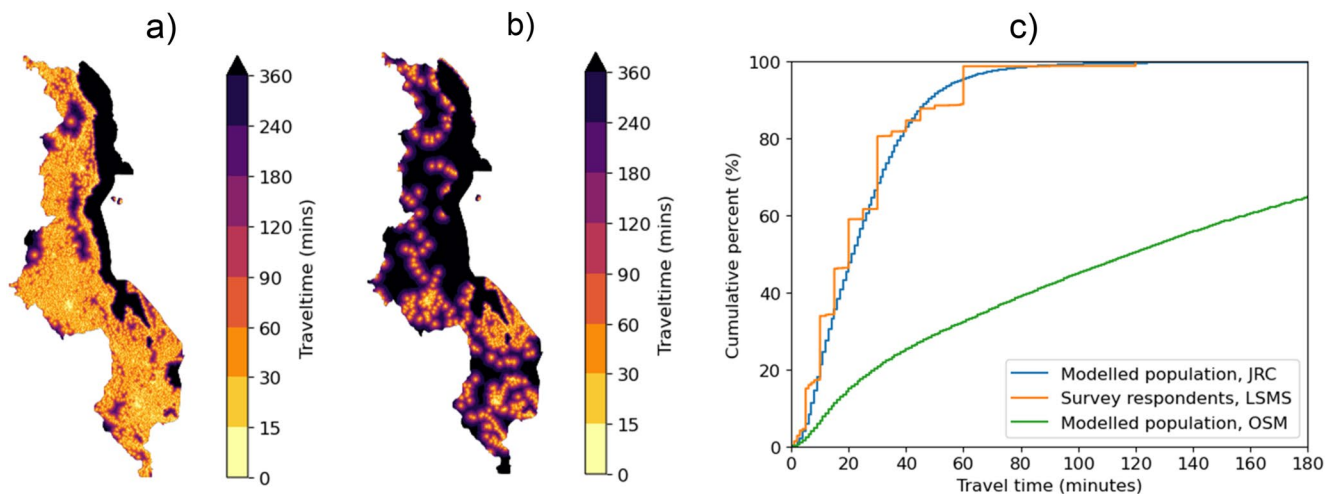 a)
b)
c)
360
240
180
120
90
60
30
15
0
Traveltime (mins)
360
240
180
120
90
60
30
15
0
Traveltime (mins)
100
80
60
40
20
0
Cumulative percent (%)
Modelled population, JRC
Survey respondents, LSMS
Modelled population, OSM
0 20 40 60 80 100 120 140 160 180
Travel time (minutes)